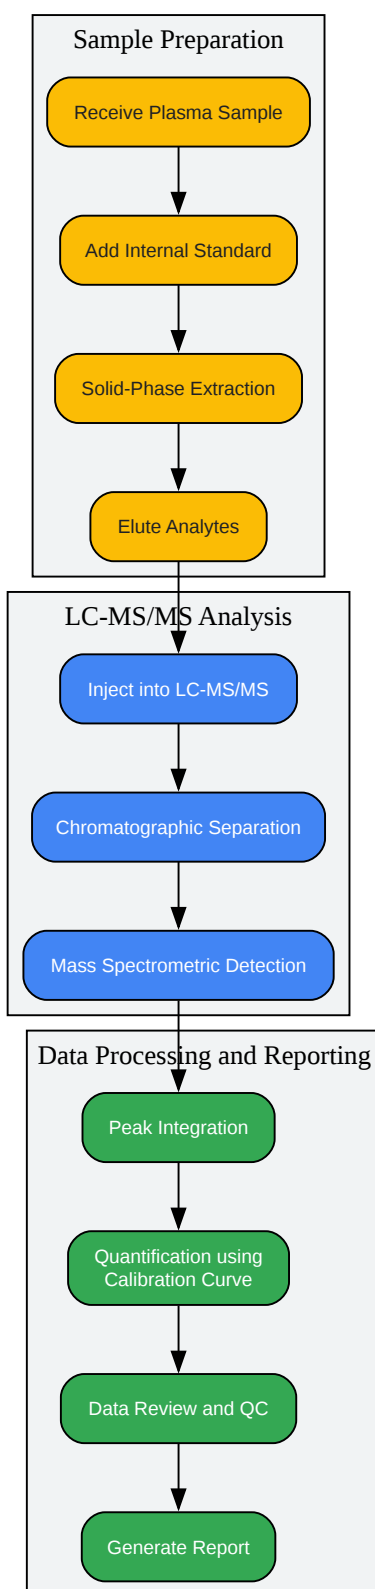 Sample Preparation
Receive Plasma Sample
Add Internal Standard
Solid-Phase Extraction
Elute Analytes
LC-MS/MS Analysis
Inject into LC-MS/MS
Chromatographic Separation
Mass Spectrometric Detection
Data Processing and Reporting
Peak Integration
Quantification using
Calibration Curve
Data Review and QC
Generate Report